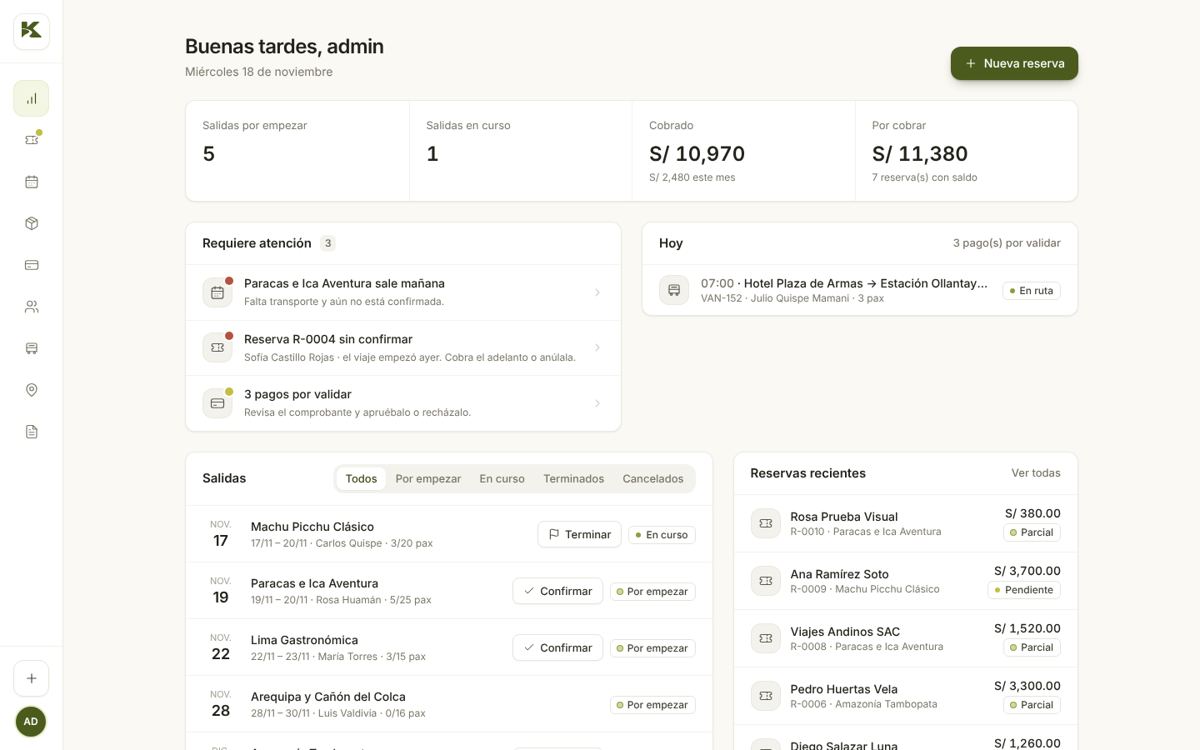 Buenas tardes, admin
Miércoles 18 de noviembre
Nueva reserva
Salidas por empezar
5
Salidas en curso
1
Cobrado
S/ 10,970
S/ 2,480 este mes
Por cobrar
S/ 11,380
7 reserva(s) con saldo
Requiere atención 3
Paracas e Ica Aventura sale mañana
Falta transporte y aún no está confirmada.
Reserva R-0004 sin confirmar
Sofía Castillo Rojas · el viaje empezó ayer. Cobra el adelanto o anúlala.
3 pagos por validar
Revisa el comprobante y apruébalo o recházalo.
Hoy 3 pago(s) por validar
07:00 · Hotel Plaza de Armas → Estación Ollantay...
VAN-152 · Julio Quispe Mamani · 3 pax
En ruta
Salidas
Todos Por empezar En curso Terminados Cancelados
NOV.
17
Machu Picchu Clásico
17/11 – 20/11 · Carlos Quispe · 3/20 pax
Terminar
En curso
NOV.
19
Paracas e Ica Aventura
19/11 – 20/11 · Rosa Huamán · 5/25 pax
Confirmar
Por empezar
NOV.
22
Lima Gastronómica
22/11 – 23/11 · María Torres · 3/15 pax
Confirmar
Por empezar
NOV.
28
Arequipa y Cañón del Colca
28/11 – 30/11 · Luis Valdivia · 0/16 pax
Por empezar
Reservas recientes Ver todas
Rosa Prueba Visual
R-0010 · Paracas e Ica Aventura
S/ 380.00
Parcial
Ana Ramírez Soto
R-0009 · Machu Picchu Clásico
S/ 3,700.00
Pendiente
Viajes Andinos SAC
R-0008 · Paracas e Ica Aventura
S/ 1,520.00
Parcial
Pedro Huertas Vela
R-0006 · Amazonía Tambopata
S/ 3,300.00
Parcial
Diego Salazar Luna
S/ 1,260.00
AD